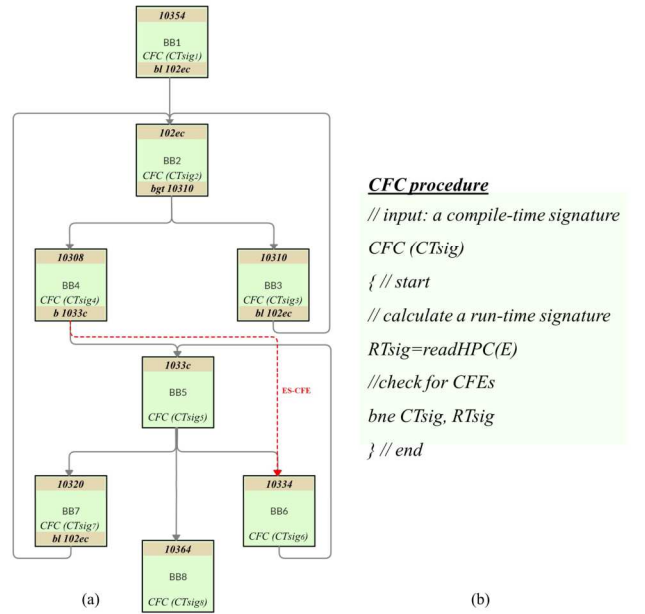 10354
BB1
CFC (CTsig1)
bl 102ec
102ec
BB2
CFC (CTsig2)
bgt 10310
10308
BB4
CFC (CTsig4)
b 1033c
10310
BB3
CFC (CTsig3)
bl 102ec
1033c
BB5
CFC (CTsig5)
ES-CFE
10320
BB7
CFC (CTsig7)
bl 102ec
10334
BB6
CFC (CTsig6)
10364
BB8
CFC (CTsig8)
(a)
CFC procedure
// input: a compile-time signature
CFC (CTsig)
{ // start
// calculate a run-time signature
RTsig=readHPC(E)
//check for CFEs
bne CTsig, RTsig
} // end
(b)